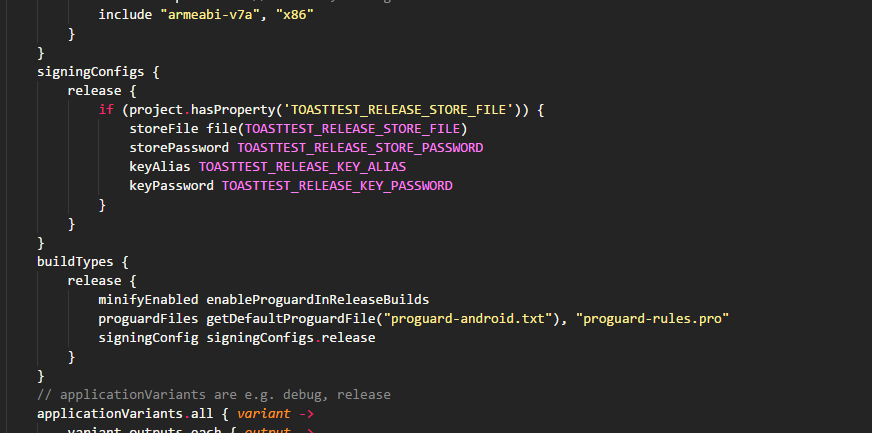 include "armeabi-v7a", "x86"
}
}
signingConfigs {
release {
if (project.hasProperty('TOASTTEST_RELEASE_STORE_FILE')) {
storeFile file(TOASTTEST_RELEASE_STORE_FILE)
storePassword TOASTTEST_RELEASE_STORE_PASSWORD
keyAlias TOASTTEST_RELEASE_KEY_ALIAS
keyPassword TOASTTEST_RELEASE_KEY_PASSWORD
}
}
}
buildTypes {
release {
minifyEnabled enableProguardInReleaseBuilds
proguardFiles getDefaultProguardFile("proguard-android.txt"), "proguard-rules.pro"
signingConfig signingConfigs.release
}
}
// applicationVariants are e.g. debug, release
applicationVariants.all { variant ->
variant.outputs.each { output ->